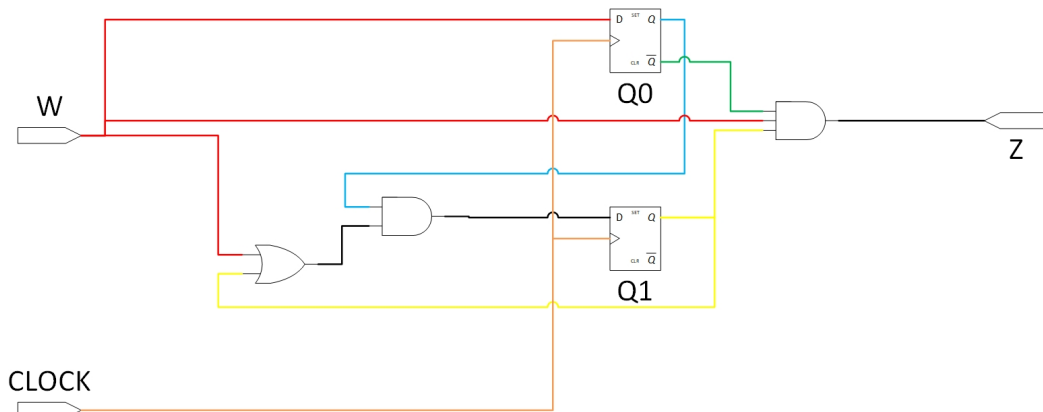 D SET Q
CLR Q̅
Q0
W
Z
D SET Q
CLR Q̅
Q1
CLOCK